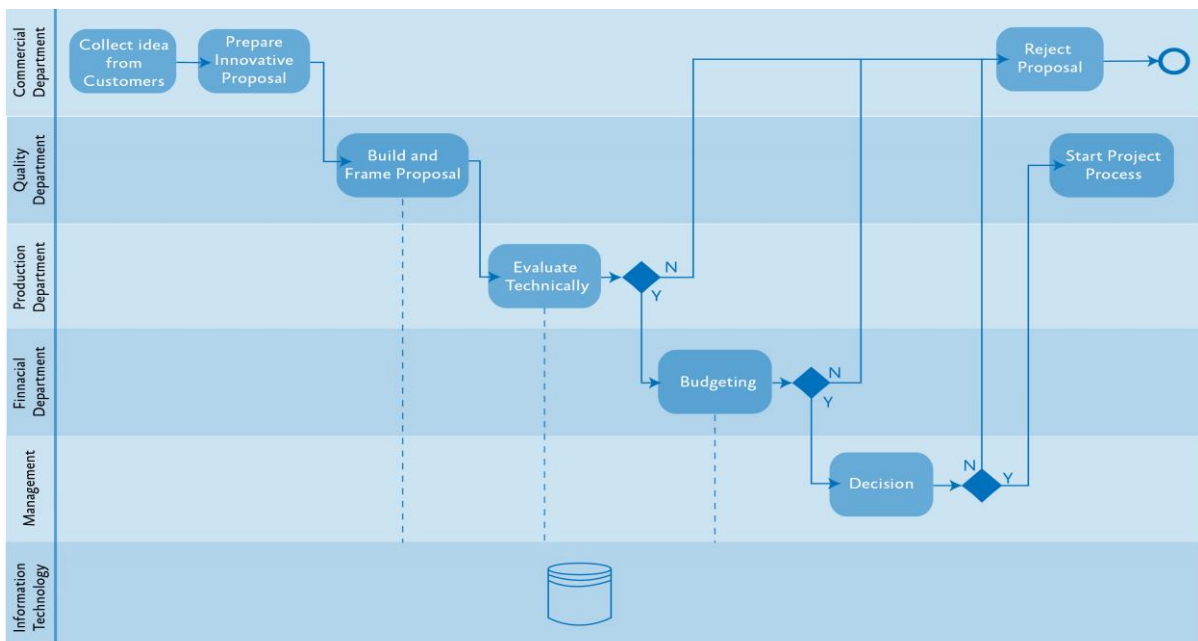 Commercial
Department
Collect idea
from
Customers
Prepare
Innovative
Proposal
Reject
Proposal
Quality
Department
Build and
Frame Proposal
Start Project
Process
Production
Department
Evaluate
Technically
N
Y
Finnacial
Department
Budgeting
N
Y
Management
Decision
N
Y
Information
Technology